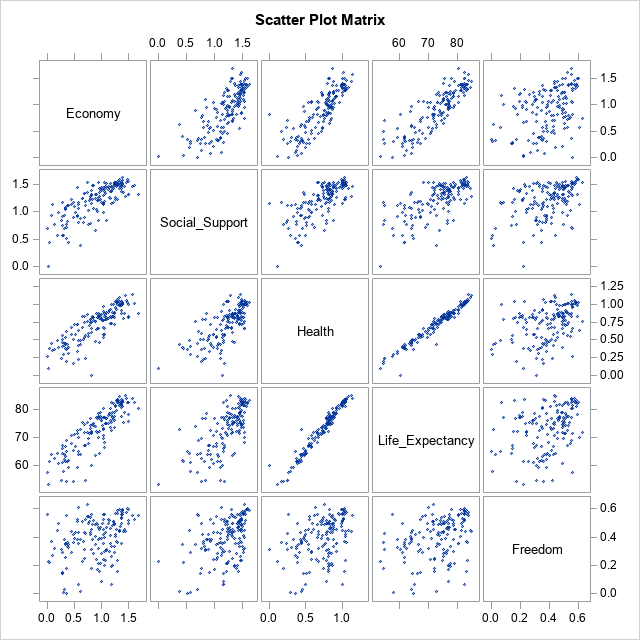 Scatter Plot Matrix
0.0 0.5 1.0 1.5
60 70 80
Economy
1.5
1.0
0.5
0.0
1.5
1.0
0.5
0.0
Social_Support
Health
1.25
1.00
0.75
0.50
0.25
0.00
80
70
60
Life_Expectancy
Freedom
0.6
0.4
0.2
0.0
0.0 0.5 1.0 1.5
0.0 0.5 1.0
0.0 0.2 0.4 0.6